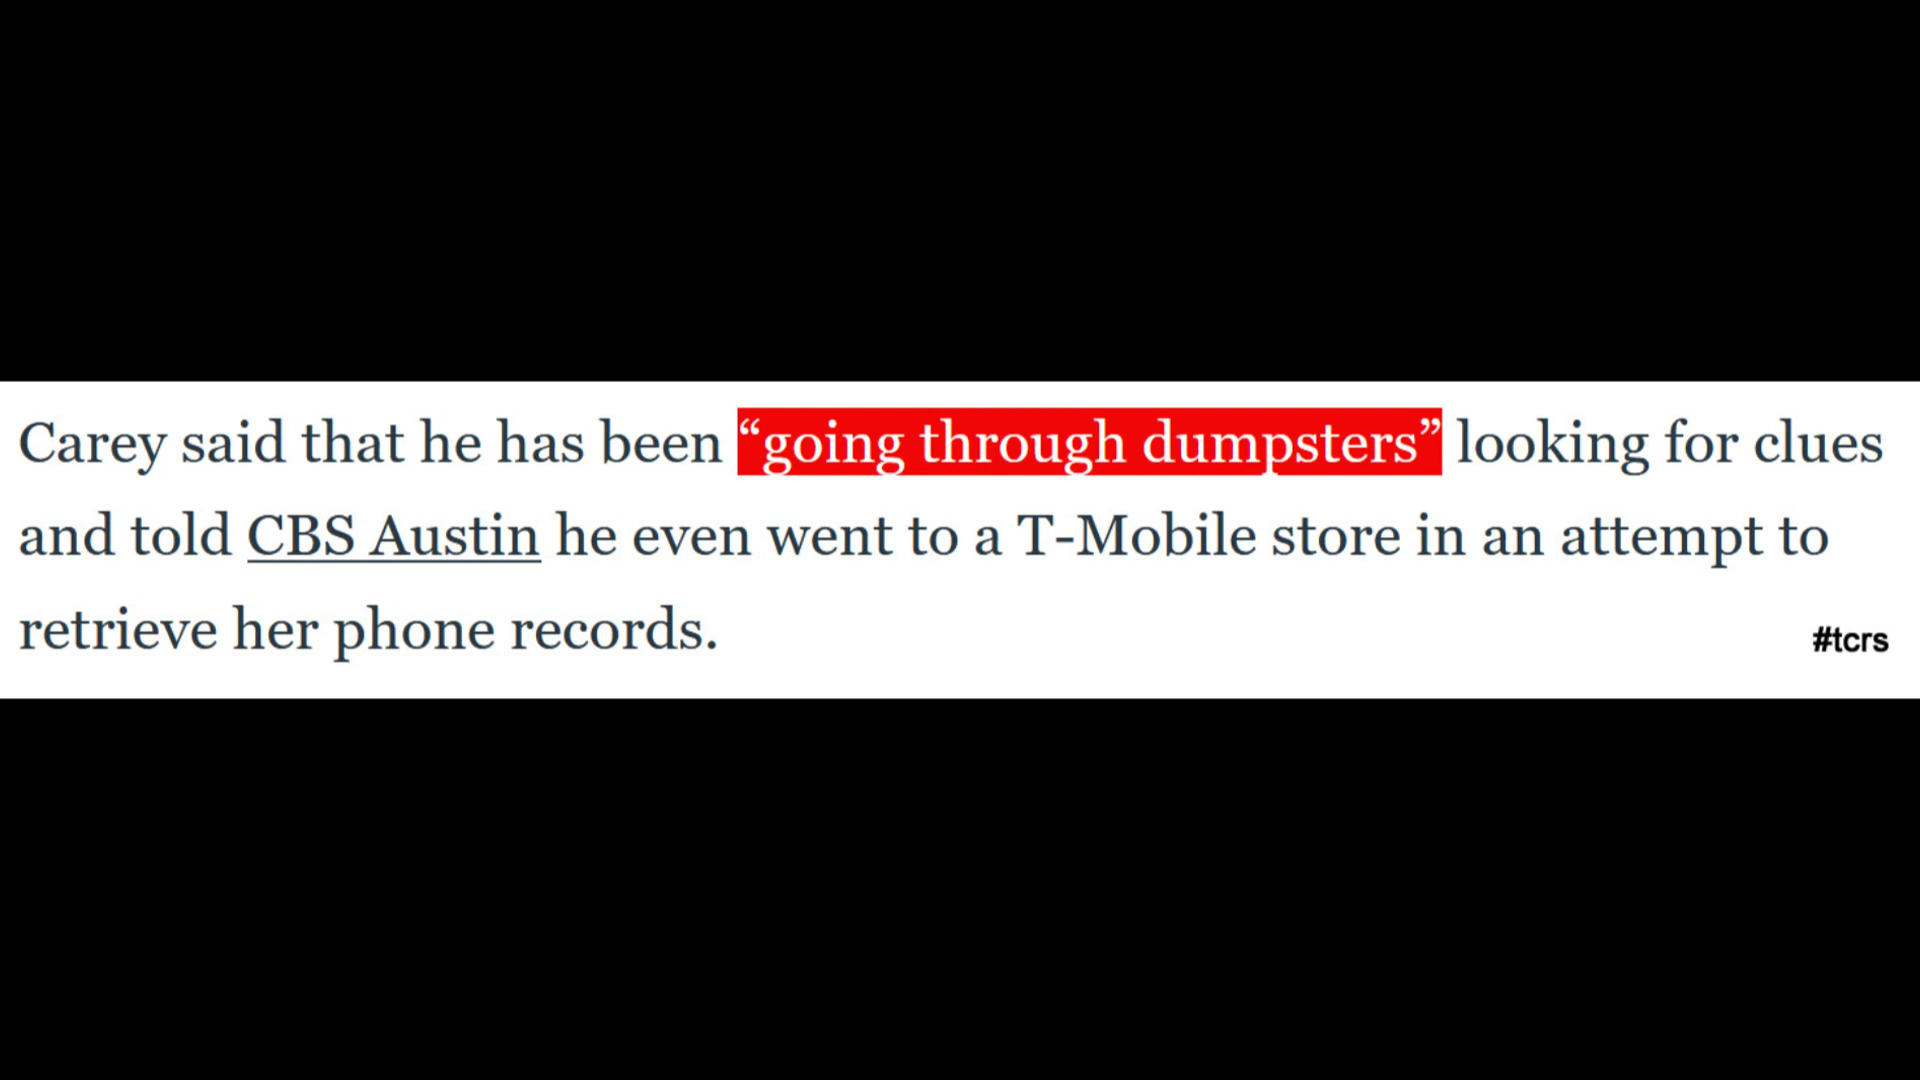 Carey said that he has been “going through dumpsters” looking for clues
and told CBS Austin he even went to a T-Mobile store in an attempt to
retrieve her phone records.
#tcrs